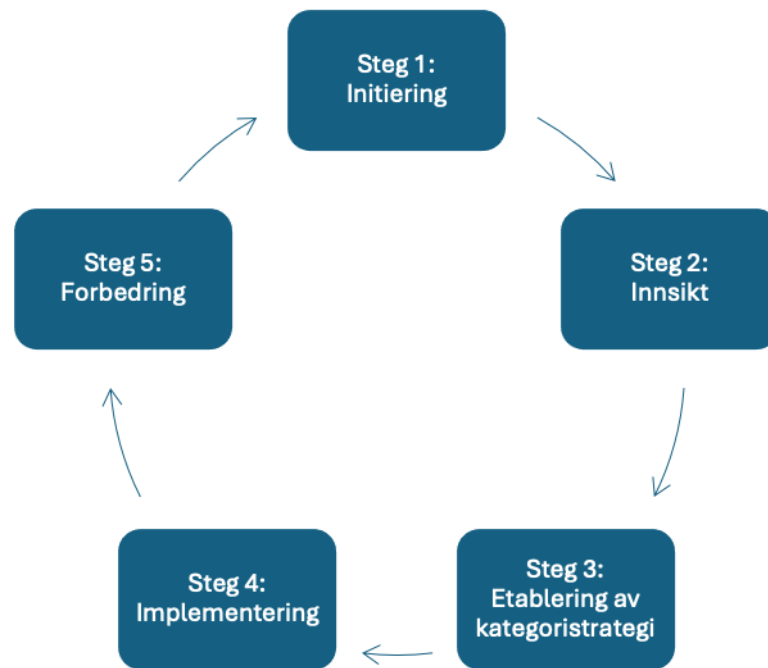 Steg 1:
Initiering
Steg 2:
Innsikt
Steg 3:
Etablering av
kategoristrategi
Steg 4:
Implementering
Steg 5:
Forbedring